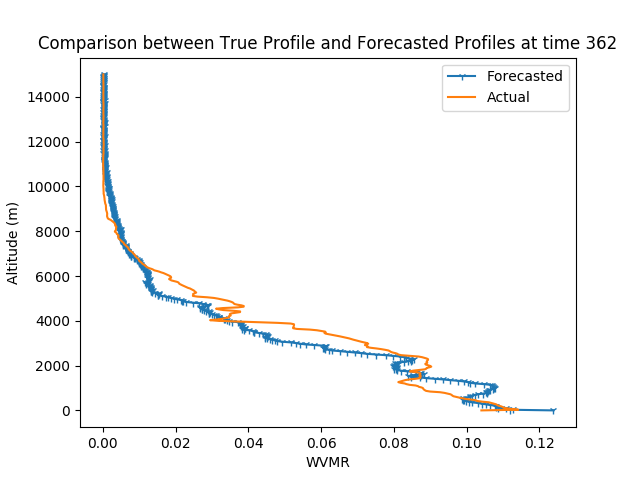 Comparison between True Profile and Forecasted Profiles at time 362
Forecasted
Actual
14000
12000
10000
8000
6000
4000
2000
0
Altitude (m)
0.00 0.02 0.04 0.06 0.08 0.10 0.12
WVMR